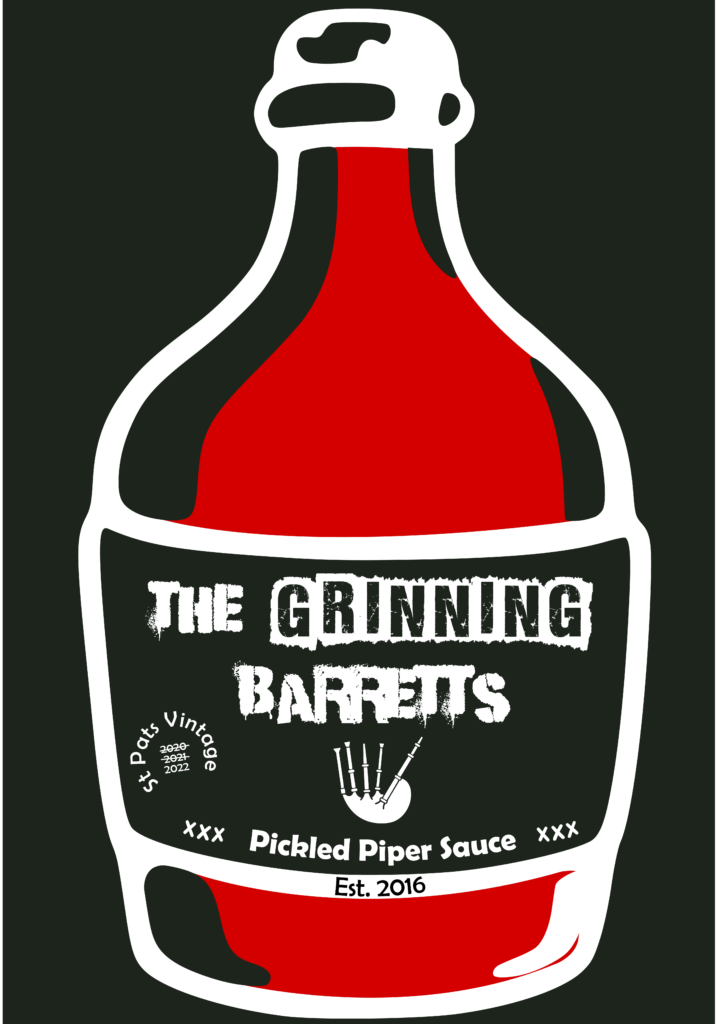 THE GRINNING
BARRETTS
St Pats Vintage
2020
2021
2022
xxx Pickled Piper Sauce xxx
Est. 2016